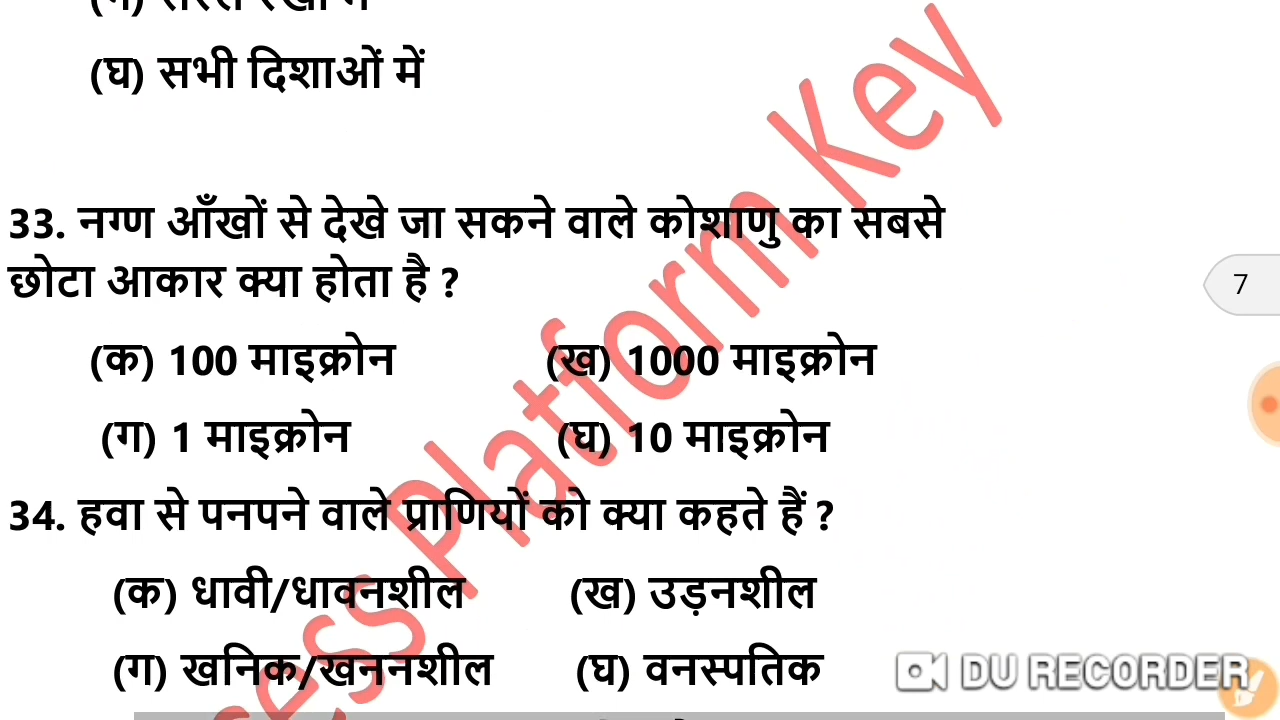 (घ) सभी दिशाओं में
33. नग्ण आँखों से देखे जा सकने वाले कोशाणु का सबसे
छोटा आकार क्या होता है ?
(क) 100 माइक्रोन (ख) 1000 माइक्रोन
(ग) 1 माइक्रोन (घ) 10 माइक्रोन
34. हवा से पनपने वाले प्राणियों को क्या कहते हैं ?
(क) धावी/धावनशील (ख) उड़नशील
(ग) खनिक/खननशील (घ) वनस्पतिक
ess Platform Key
7
DU RECORDER